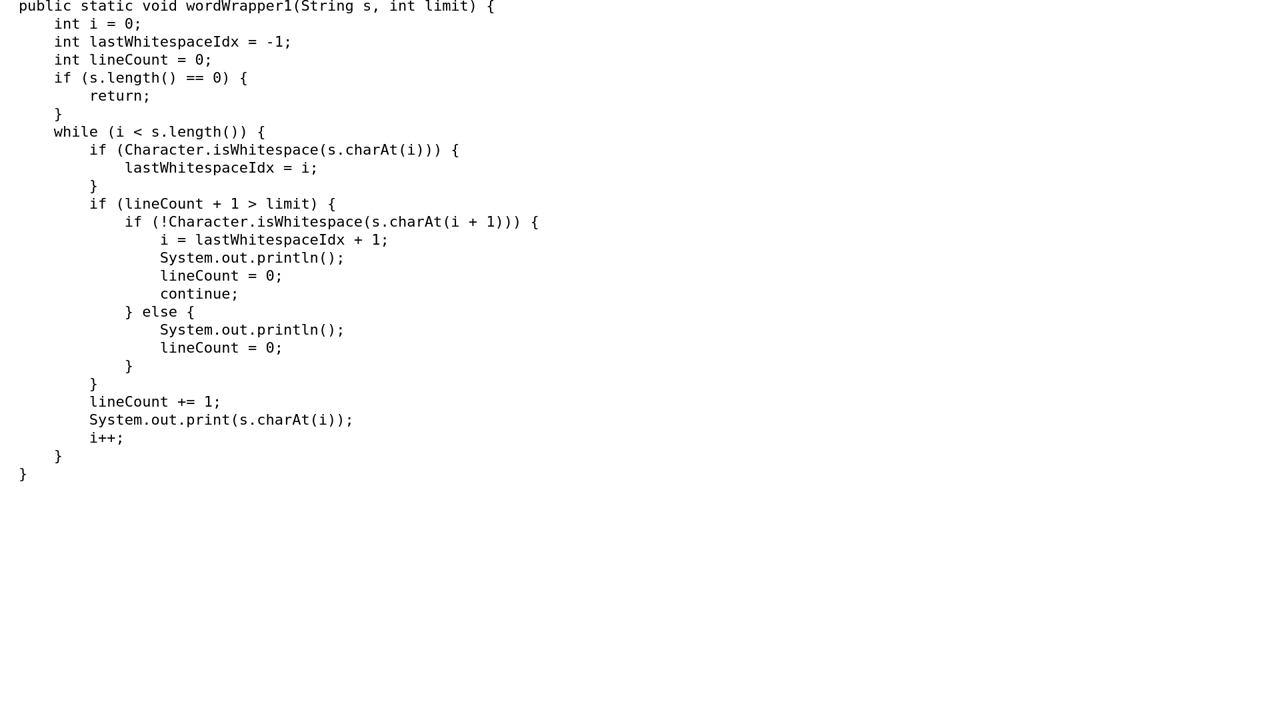 public static void wordWrapper1(String s, int limit) {
    int i = 0;
    int lastWhitespaceIdx = -1;
    int lineCount = 0;
    if (s.length() == 0) {
        return;
    }
    while (i < s.length()) {
        if (Character.isWhitespace(s.charAt(i))) {
            lastWhitespaceIdx = i;
        }
        if (lineCount + 1 > limit) {
            if (!Character.isWhitespace(s.charAt(i + 1))) {
                i = lastWhitespaceIdx + 1;
                System.out.println();
                lineCount = 0;
                continue;
            } else {
                System.out.println();
                lineCount = 0;
            }
        }
        lineCount += 1;
        System.out.print(s.charAt(i));
        i++;
    }
}